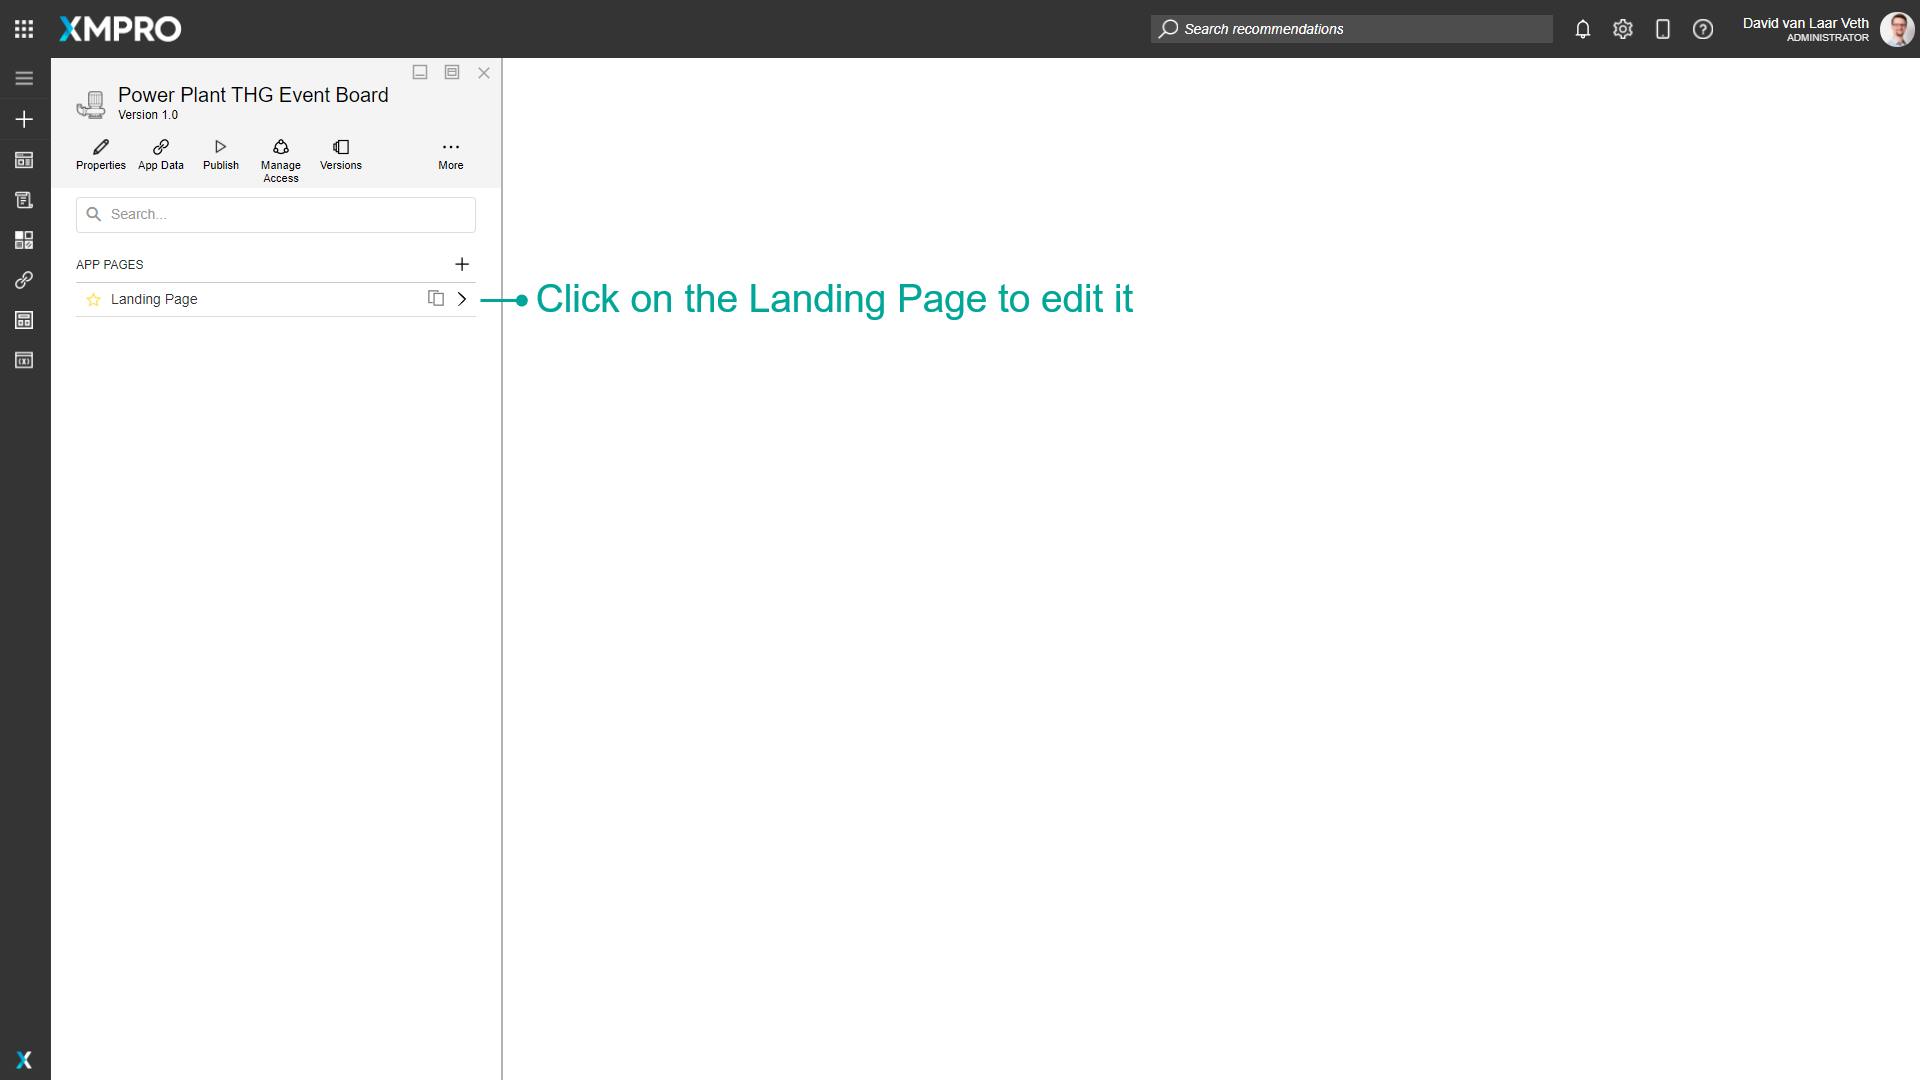 XMPRO
Search recommendations
David van Laar Veth
ADMINISTRATOR
Power Plant THG Event Board
Version 1.0
Properties
App Data
Publish
Manage
Access
Versions
More
Search...
APP PAGES
Landing Page
Click on the Landing Page to edit it